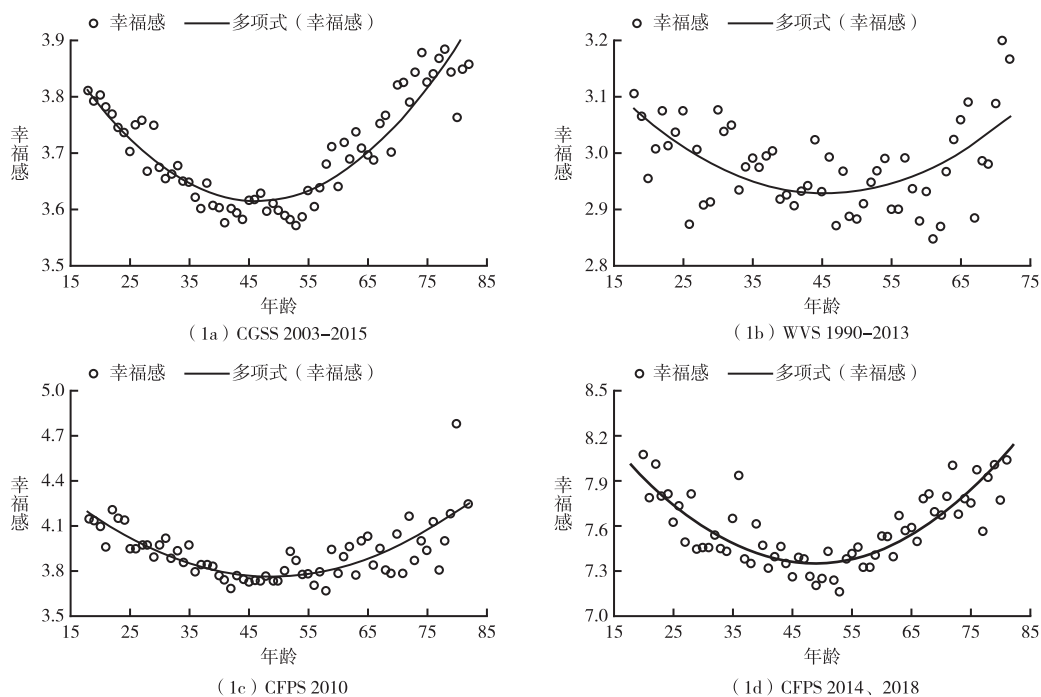 幸福感 多项式（幸福感）
3.9
3.8
3.7
3.6
3.5
幸福感
15 25 35 45 55 65 75 85
年龄
（1a）CGSS 2003–2015
幸福感 多项式（幸福感）
3.2
3.1
3.0
2.9
2.8
幸福感
15 25 35 45 55 65 75
年龄
（1b）WVS 1990–2013
幸福感 多项式（幸福感）
5.0
4.7
4.4
4.1
3.8
3.5
幸福感
15 25 35 45 55 65 75 85
年龄
（1c）CFPS 2010
幸福感 多项式（幸福感）
8.5
8.2
7.9
7.6
7.3
7.0
幸福感
15 25 35 45 55 65 75 85
年龄
（1d）CFPS 2014、2018